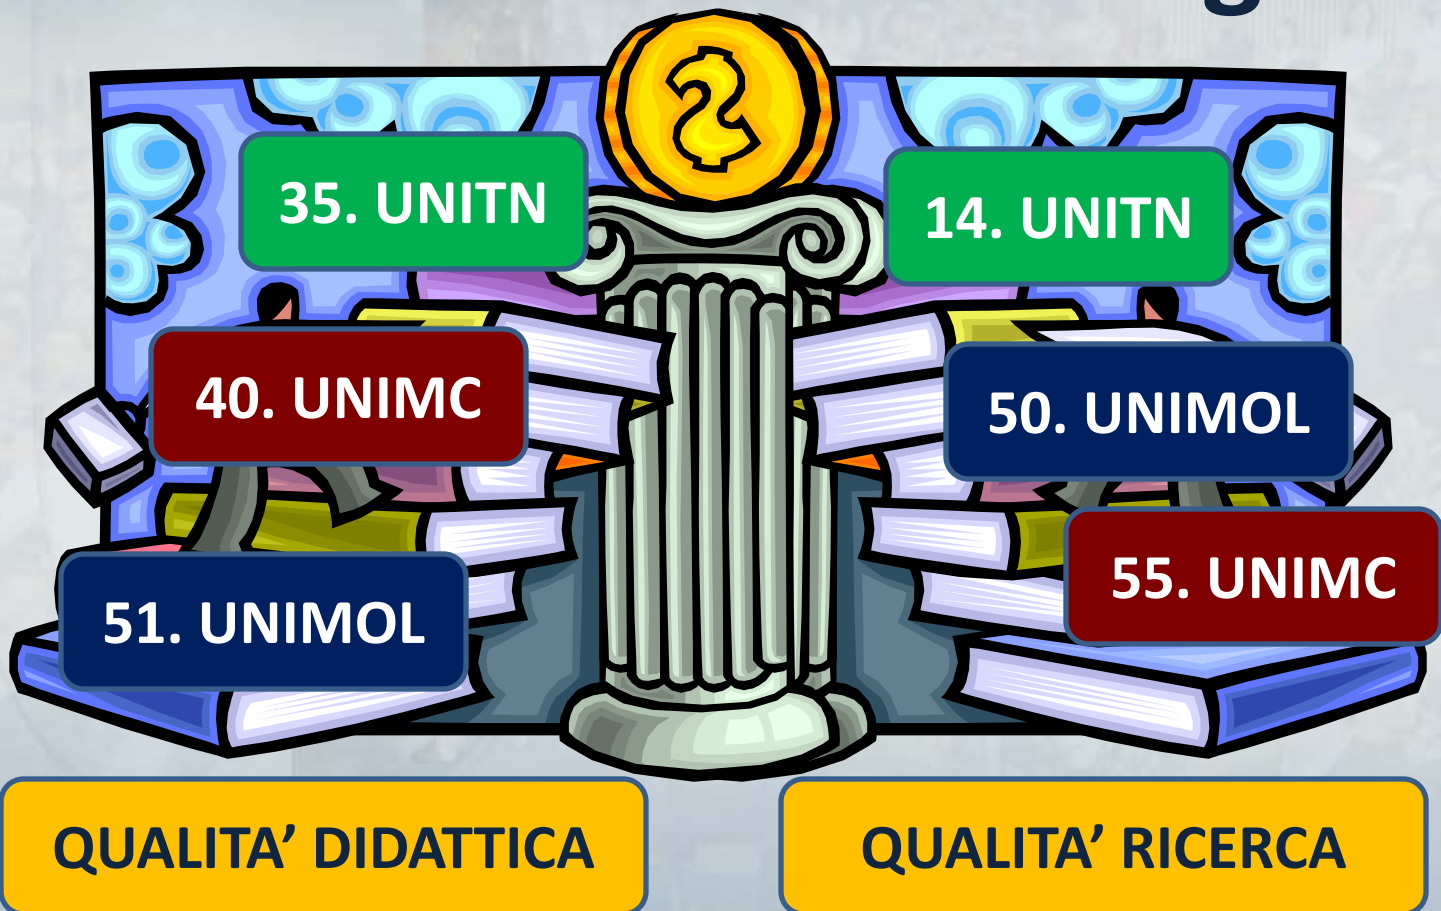 35. UNITN
40. UNIMC
51. UNIMOL
QUALITA’ DIDATTICA
14. UNITN
50. UNIMOL
55. UNIMC
QUALITA’ RICERCA